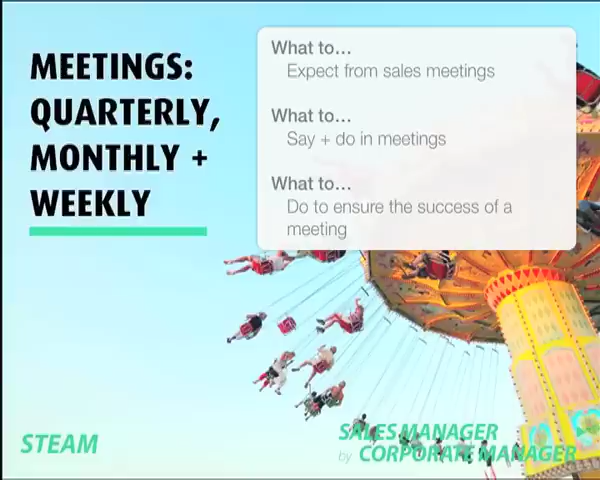 MEETINGS:
QUARTERLY,
MONTHLY +
WEEKLY
What to...
Expect from sales meetings
What to...
Say + do in meetings
What to...
Do to ensure the success of a
meeting
STEAM
SALES MANAGER
by CORPORATE MANAGER